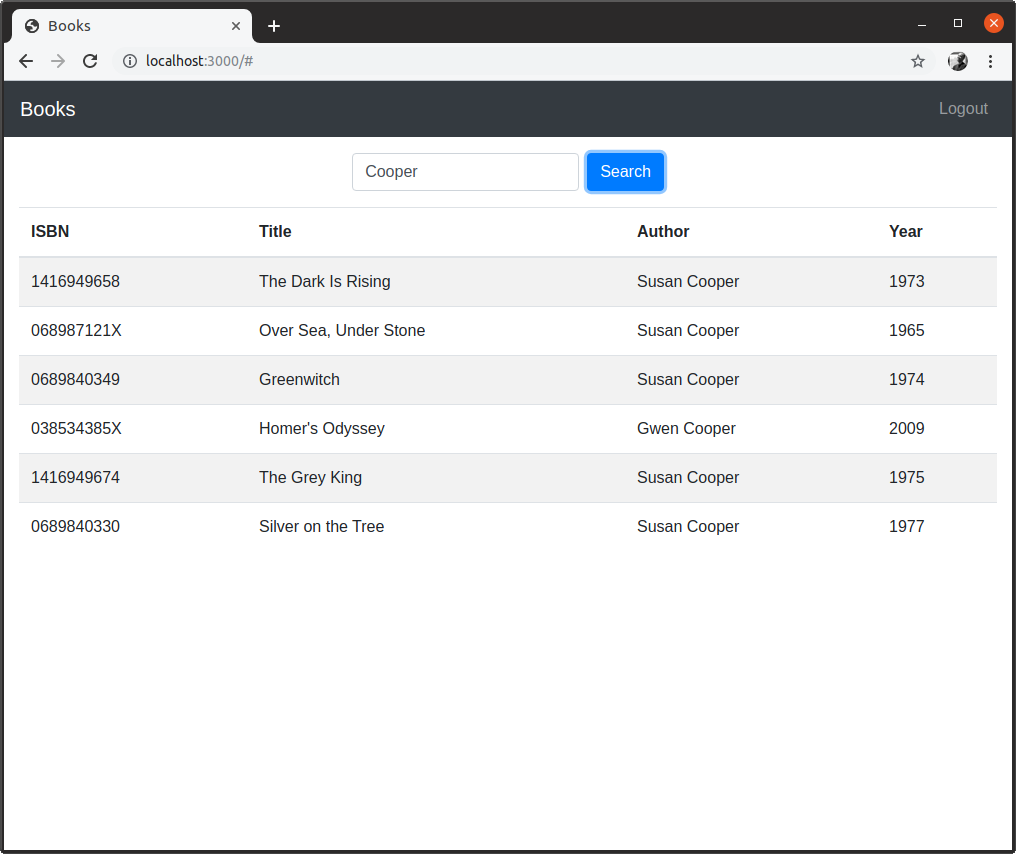 Books
localhost:3000/#
Books Logout
Cooper Search
ISBN Title Author Year
1416949658 The Dark Is Rising Susan Cooper 1973
068987121X Over Sea, Under Stone Susan Cooper 1965
0689840349 Greenwitch Susan Cooper 1974
038534385X Homer's Odyssey Gwen Cooper 2009
1416949674 The Grey King Susan Cooper 1975
0689840330 Silver on the Tree Susan Cooper 1977